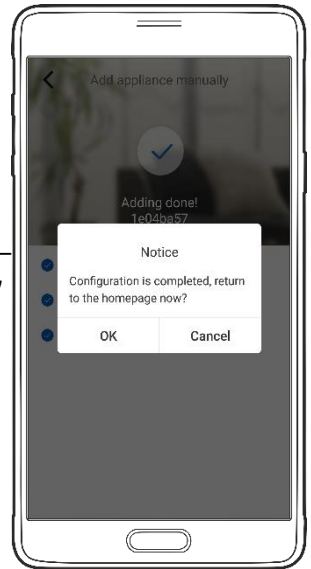 Add appliance manually
Adding done!
1e04ba57
Notice
Configuration is completed, return
to the homepage now?
OK
Cancel